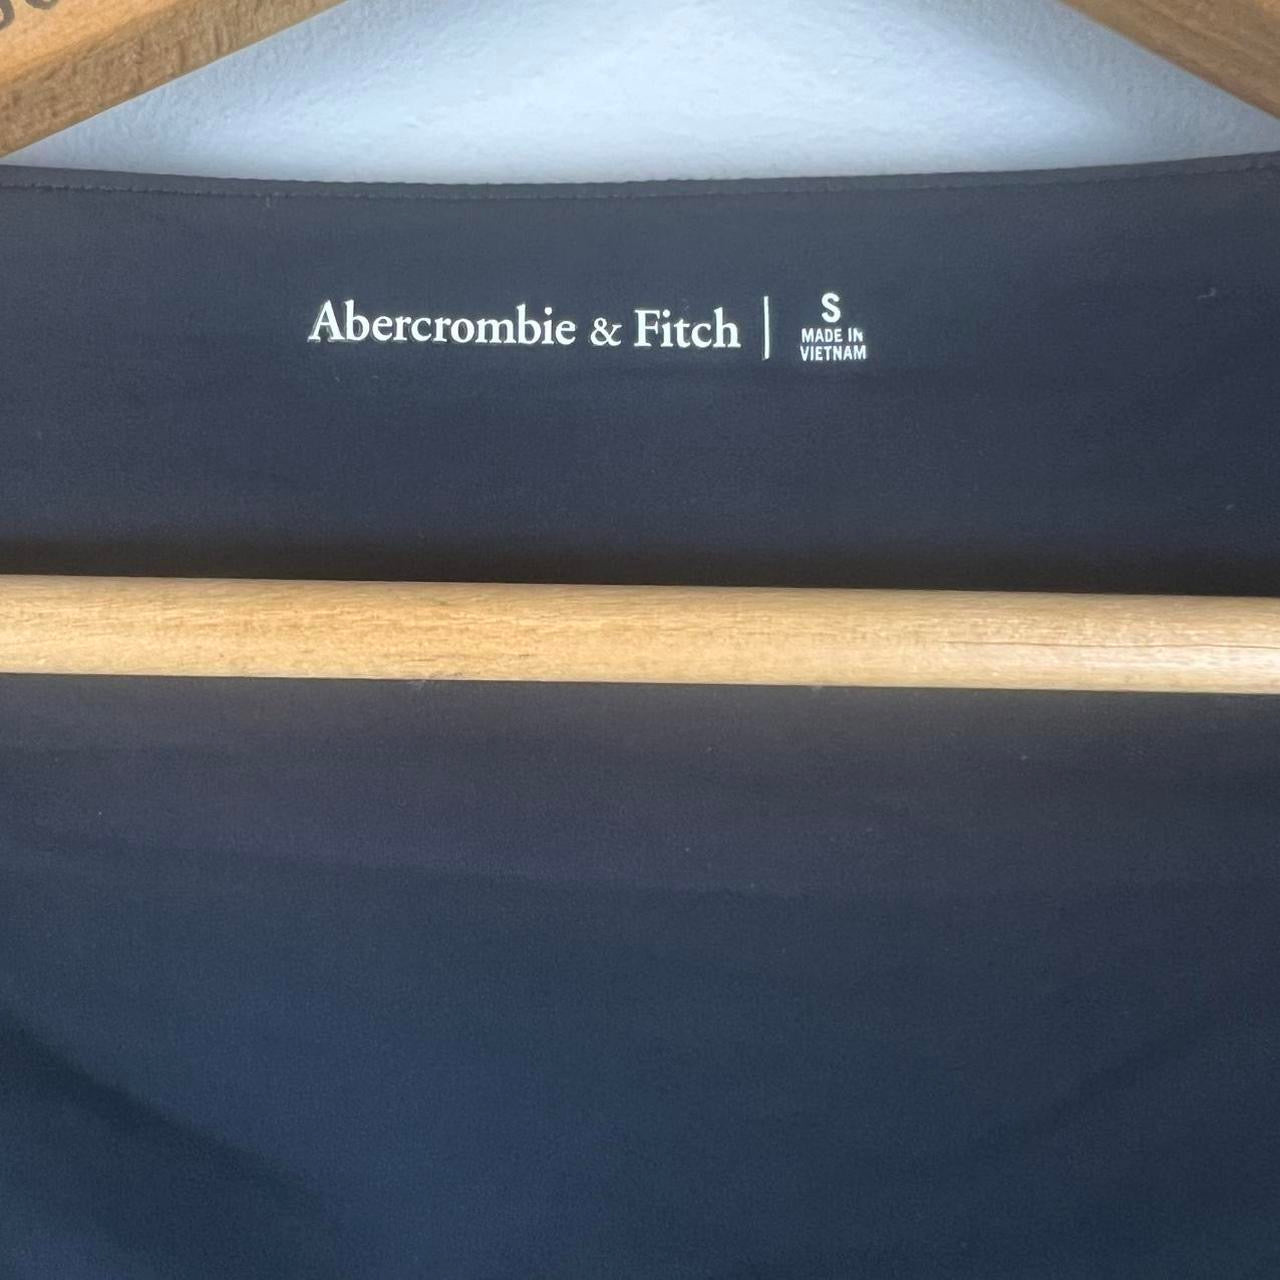 Abercrombie & Fitch
S
MADE IN
VIETNAM